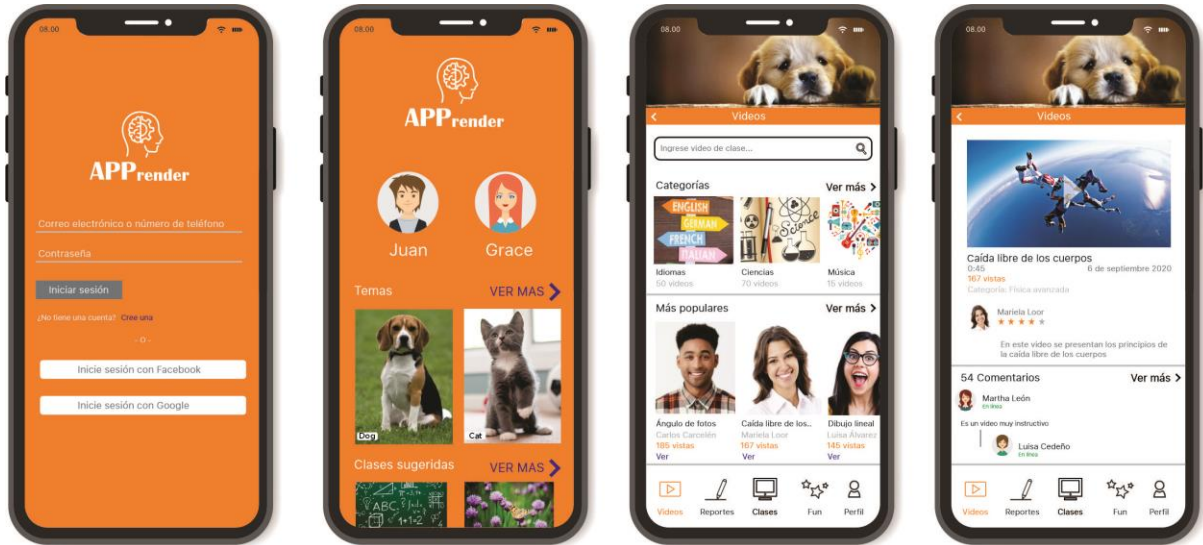 08.00
APPrender
Correo electrónico o número de teléfono
Contraseña
Iniciar sesión
¿No tiene una cuenta? Cree una
- O -
Inicie sesión con Facebook
Inicie sesión con Google
08.00
APPrender
Juan
Grace
Temas
VER MAS
Dog
Cat
Clases sugeridas
VER MAS
ABC
1+1=2
08.00
Videos
Ingrese video de clase...
Categorías
Ver más
ENGLISH
GERMAN
FRENCH
ITALIAN
Science
Idiomas
50 videos
Ciencias
70 videos
Música
15 videos
Más populares
Ver más
Ángulo de fotos
Carlos Carcelén
185 vistas
Ver
Caída libre de los..
Mariela Loor
167 vistas
Ver
Dibujo lineal
Luisa Álvarez
145 vistas
Ver
Videos
Reportes
Clases
Fun
Perfil
08.00
Videos
Caída libre de los cuerpos
0:45
6 de septiembre 2020
167 vistas
Categoría: Física avanzada
Mariela Loor
En este video se presentan los principios de
la caída libre de los cuerpos
54 Comentarios
Ver más
Martha León
En línea
Es un video muy instructivo
Luisa Cedeño
En línea
Videos
Reportes
Clases
Fun
Perfil